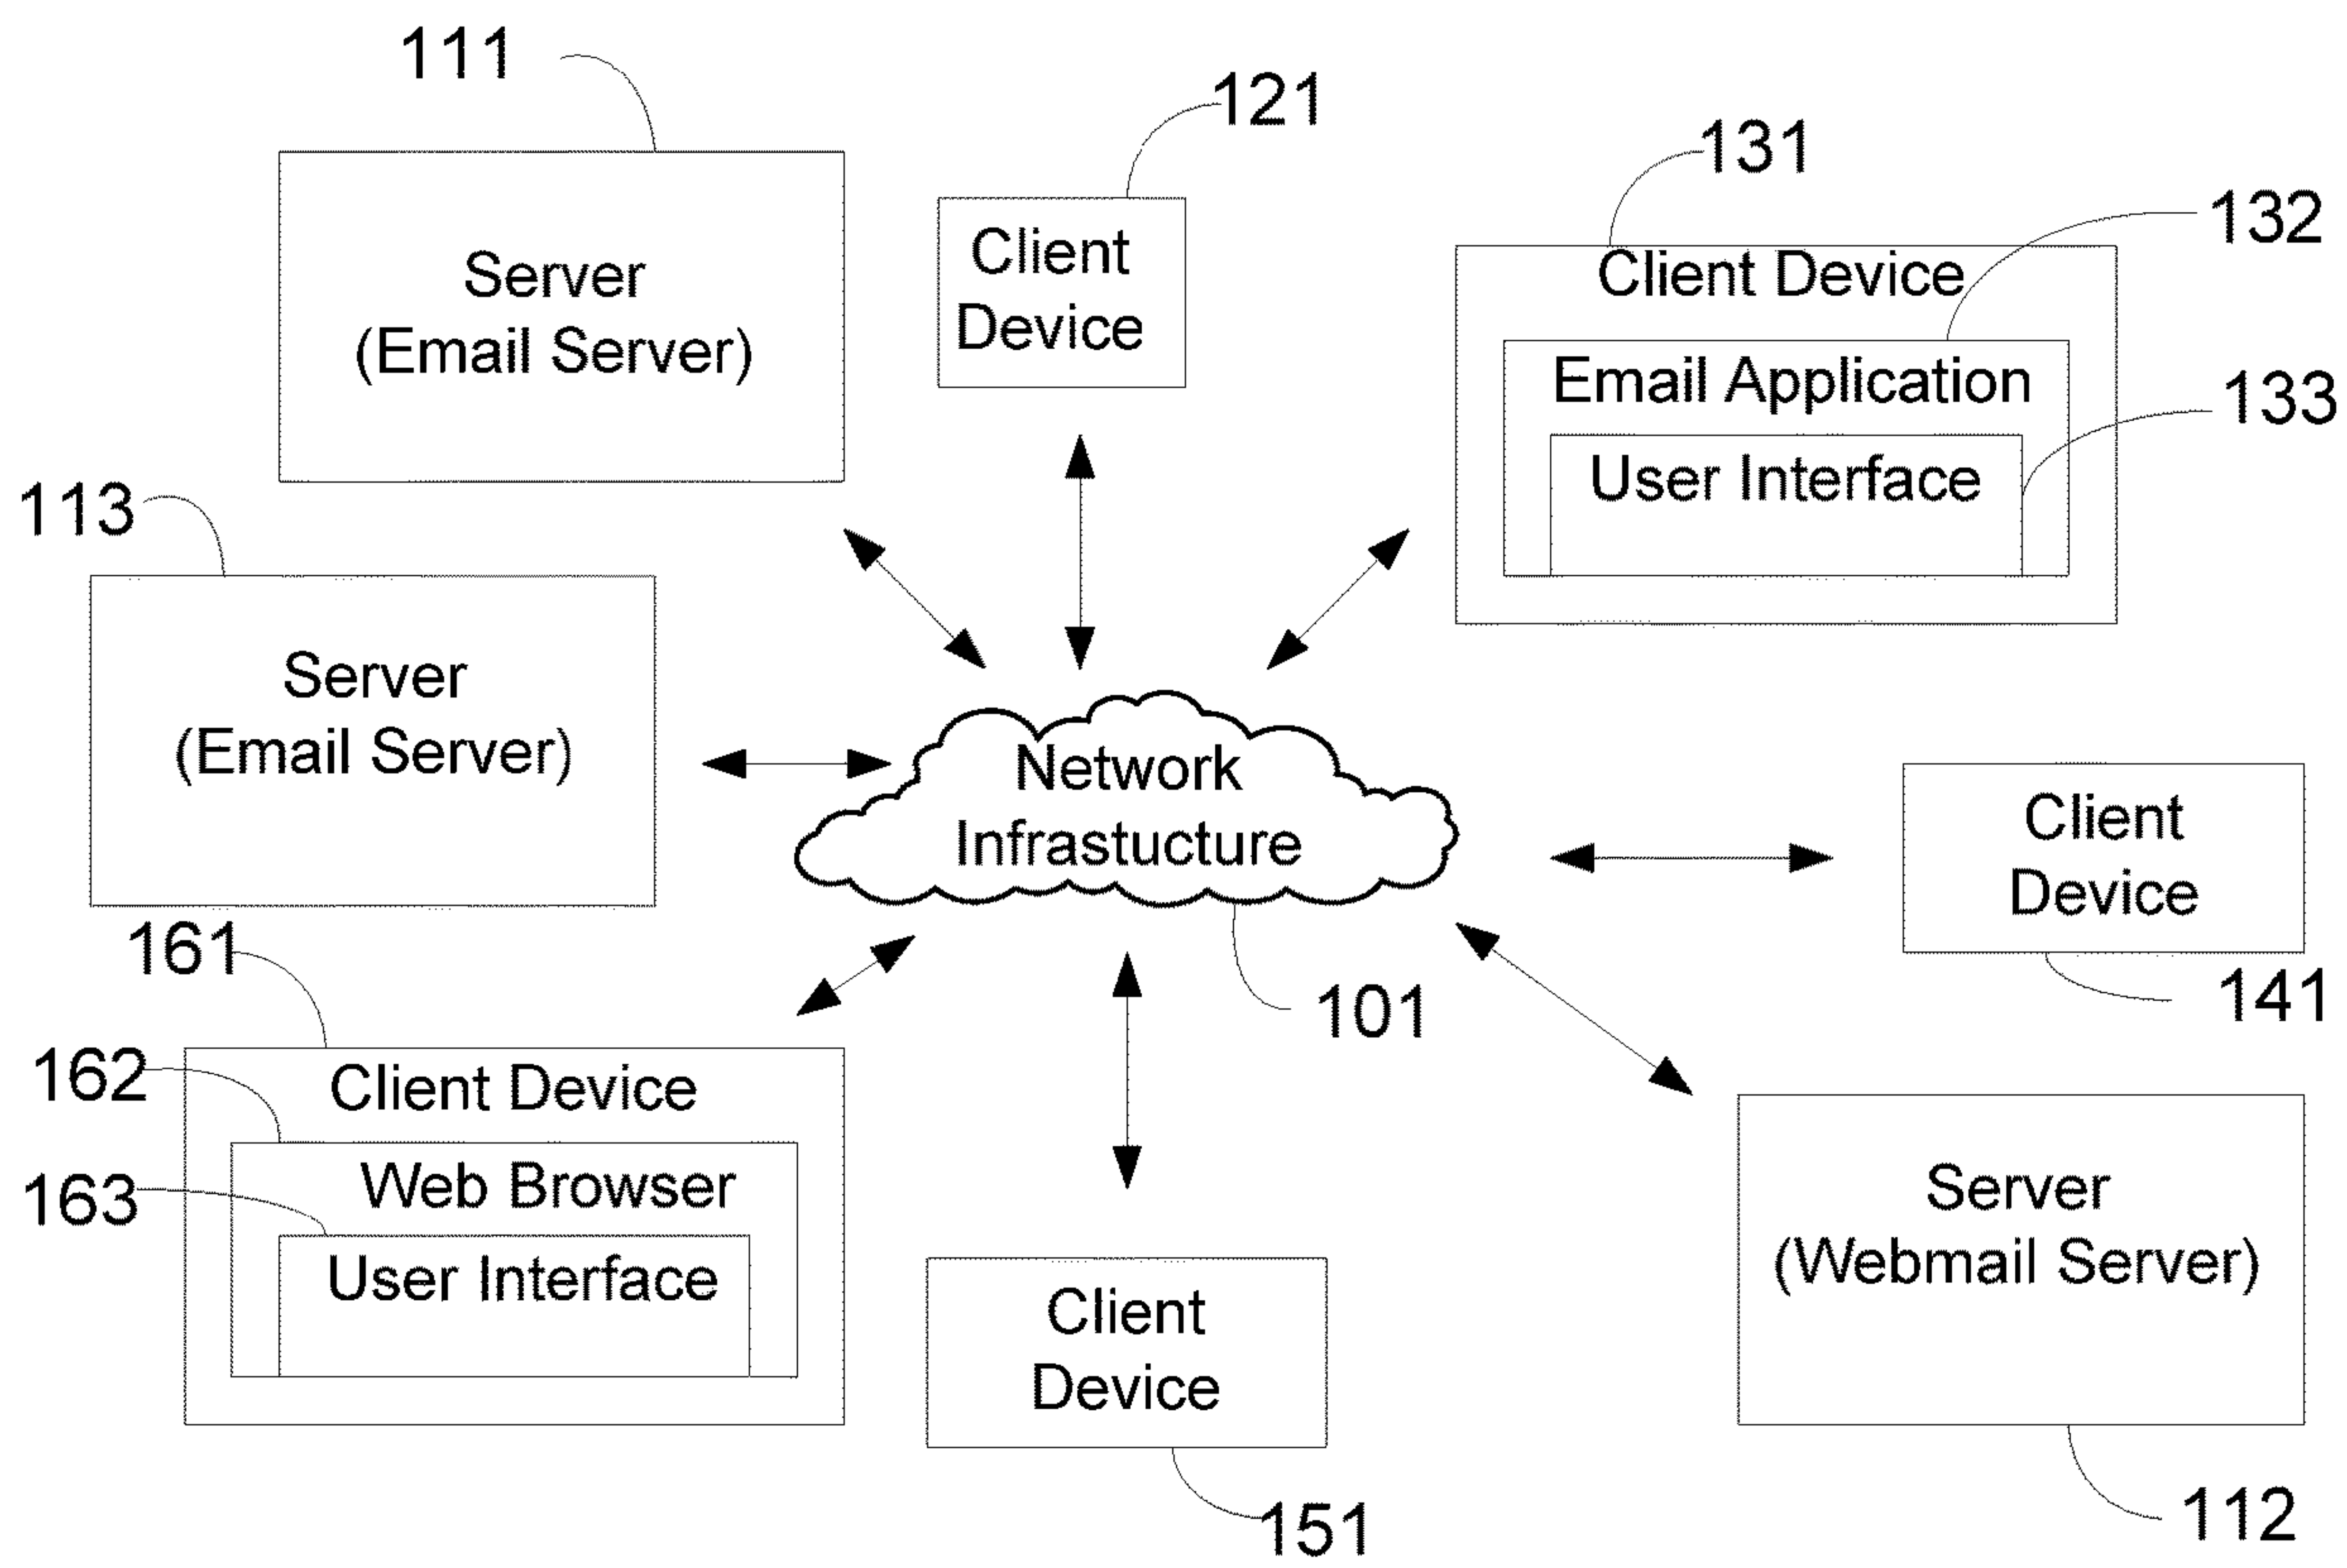 111
121
131
132
133
Server
(Email Server)
Client
Device
Client Device
Email Application
User Interface
113
Server
(Email Server)
Network
Infrastucture
101
Client
Device
141
161
162
163
Client Device
Web Browser
User Interface
Client
Device
151
Server
(Webmail Server)
112